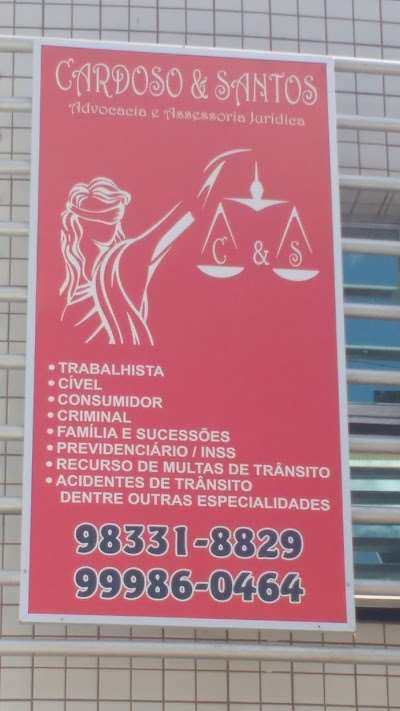 CARDOSO & SANTOS
Advocacia e Assessoria Jurídica
C & S
• TRABALHISTA
• CÍVEL
• CONSUMIDOR
• CRIMINAL
• FAMÍLIA E SUCESSÕES
• PREVIDENCIÁRIO / INSS
• RECURSO DE MULTAS DE TRÂNSITO
• ACIDENTES DE TRÂNSITO
DENTRE OUTRAS ESPECIALIDADES
98331-8829
99986-0464